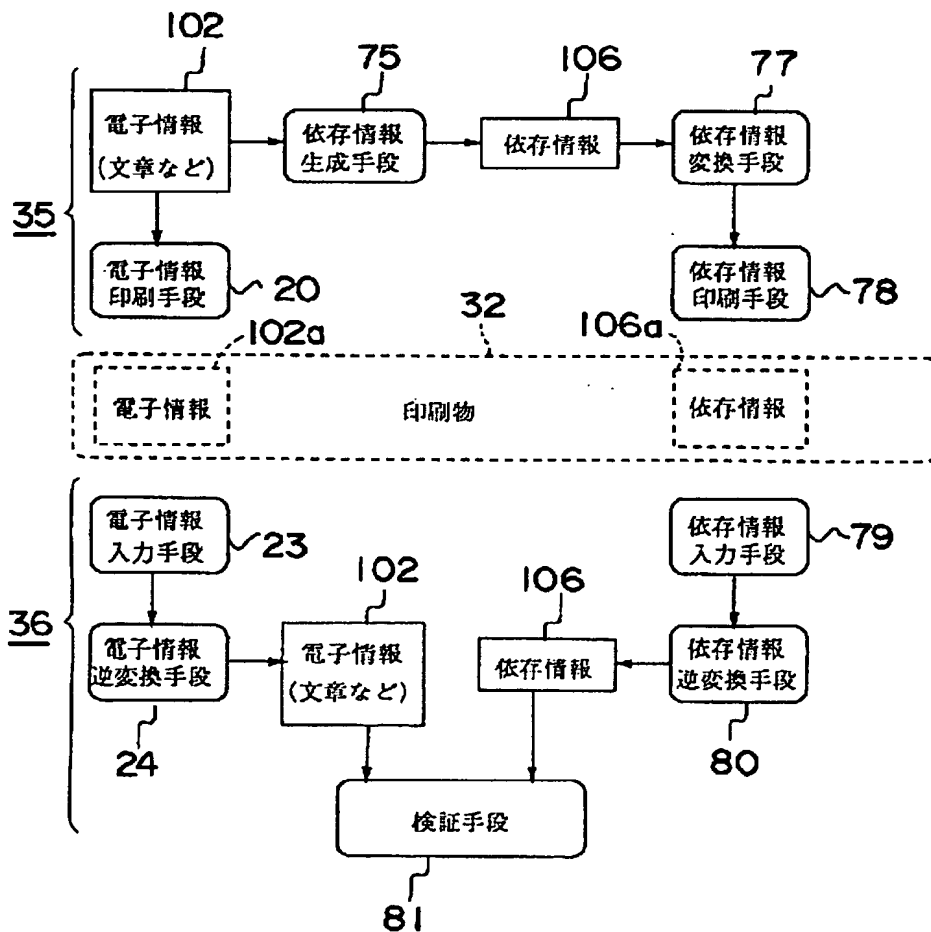 102
75
106
77
電子情報
(文章など)
依存情報
生成手段
依存情報
依存情報
変換手段
35
電子情報
印刷手段
20
依存情報
印刷手段
78
102a
32
106a
電子情報
印刷物
依存情報
36
電子情報
入力手段
23
依存情報
入力手段
79
102
106
電子情報
逆変換手段
電子情報
(文章など)
依存情報
依存情報
逆変換手段
24
80
検証手段
81